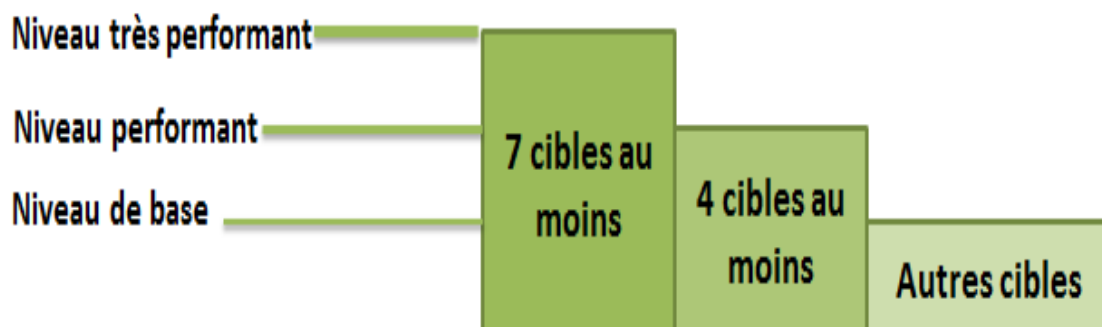 Niveau très performant
Niveau performant
Niveau de base
7 cibles au
moins
4 cibles au
moins
Autres cibles